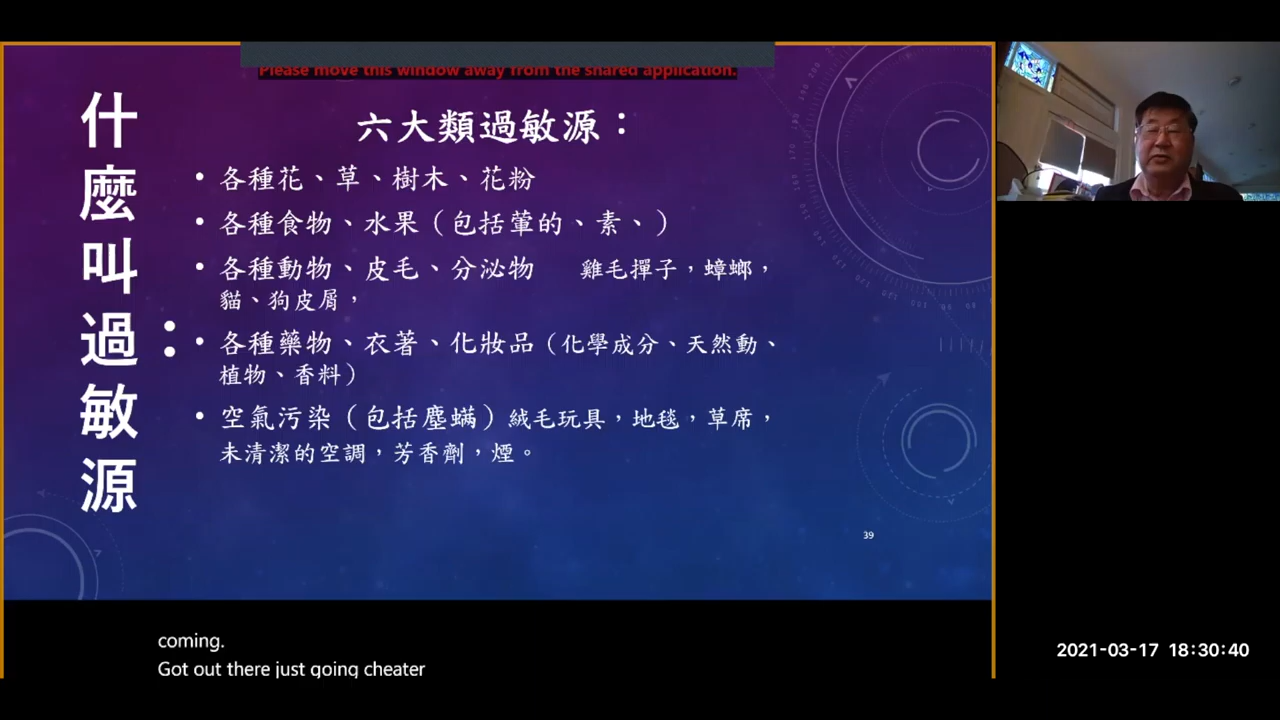 Please move this window away from the shared application.
什麼叫過敏源：
六大類過敏源：
• 各種花、草、樹木、花粉
• 各種食物、水果（包括葷的、素、）
• 各種動物、皮毛、分泌物 雞毛撣子，蟑螂，
貓、狗皮屑，
• 各種藥物、衣著、化妝品（化學成分、天然動、
植物、香料）
• 空氣污染（包括塵螨）絨毛玩具，地毯，草席，
未清潔的空調，芳香劑，煙。
39
coming.
Got out there just going cheater
2021-03-17 18:30:40